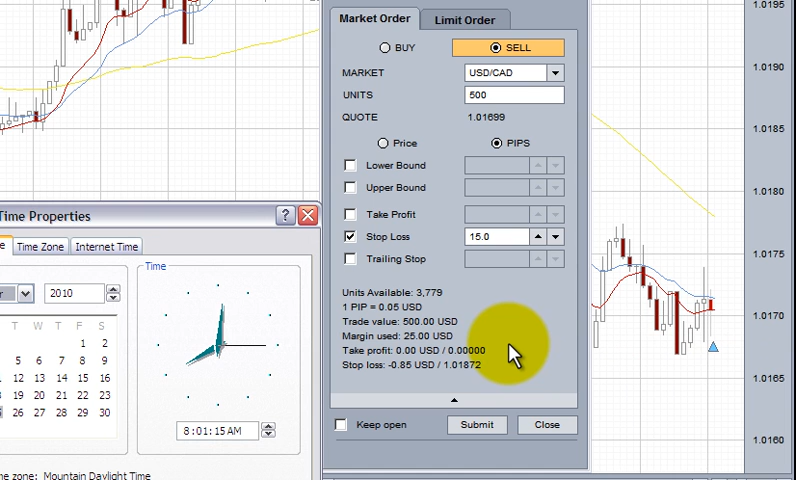 Market Order
Limit Order
BUY
SELL
MARKET
USD/CAD
UNITS
500
QUOTE
1.01699
Price
PIPS
Lower Bound
Upper Bound
Take Profit
Stop Loss
15.0
Trailing Stop
Units Available: 3,779
1 PIP = 0.05 USD
Trade value: 500.00 USD
Margin used: 25.00 USD
Take profit: 0.00 USD / 0.00000
Stop loss: -0.85 USD / 1.01872
Keep open
Submit
Close
Time Properties
Time Zone
Internet Time
2010
Time
T W T F S
1 2
5 6 7 8 9
12 13 14 15 16
19 20 21 22 23
26 27 28 29 30
8:01:15 AM
me zone: Mountain Daylight Time
1.0195
1.0190
1.0185
1.0180
1.0175
1.0170
1.0165
1.0160